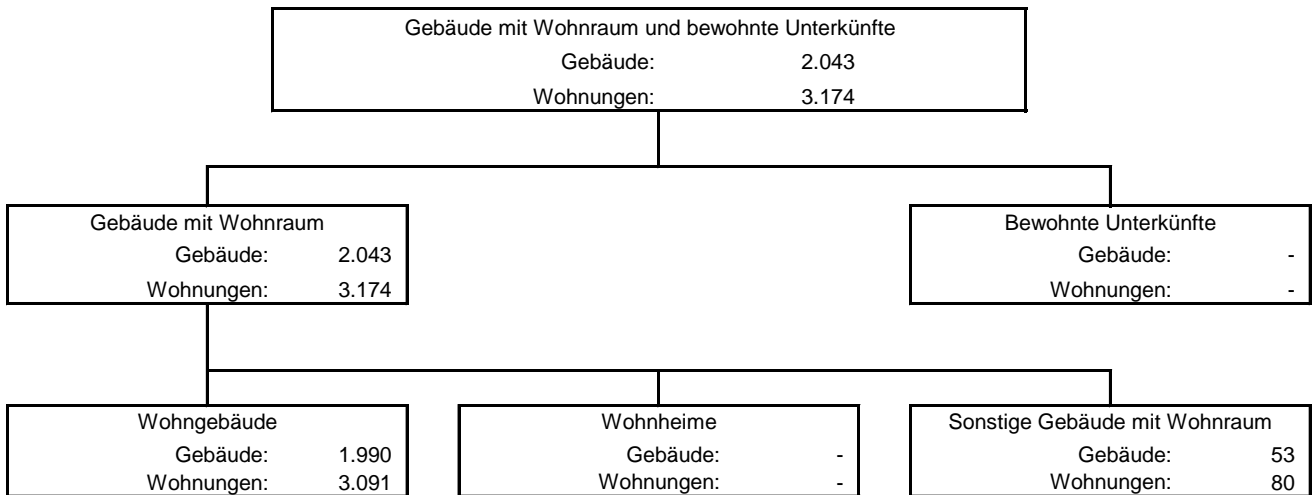 Gebäude mit Wohnraum und bewohnte Unterkünfte
Gebäude: 2.043
Wohnungen: 3.174
Gebäude mit Wohnraum
Gebäude: 2.043
Wohnungen: 3.174
Bewohnte Unterkünfte
Gebäude: -
Wohnungen: -
Wohngebäude
Gebäude: 1.990
Wohnungen: 3.091
Wohnheime
Gebäude: -
Wohnungen: -
Sonstige Gebäude mit Wohnraum
Gebäude: 53
Wohnungen: 80